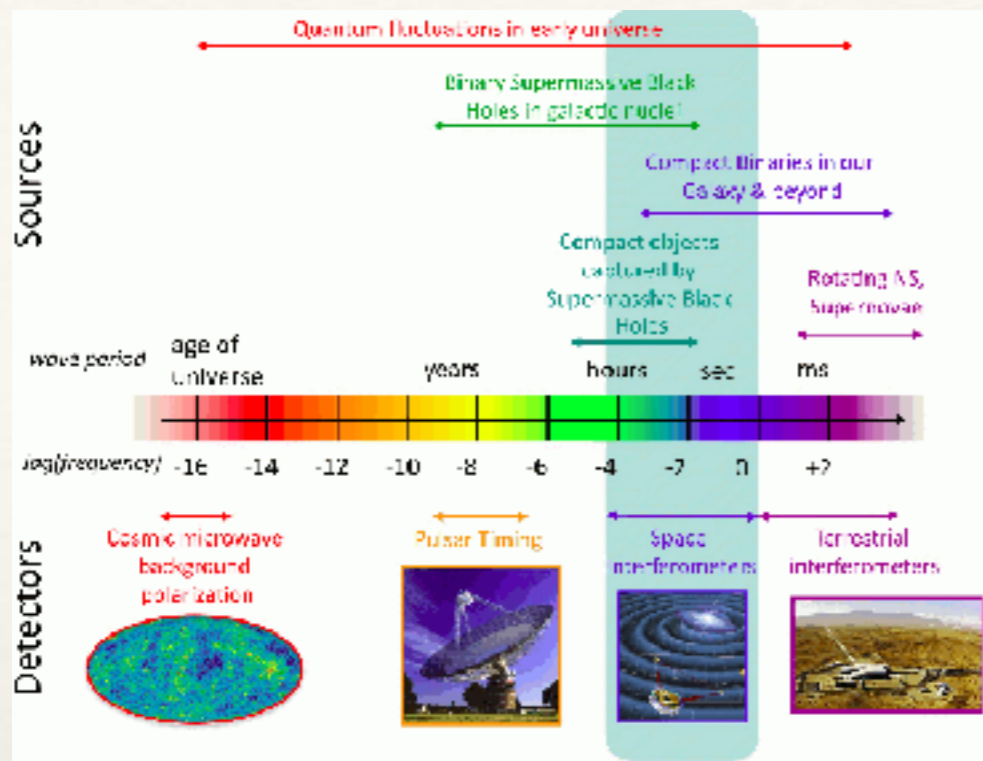 Quantum fluctuations in early universe
Binary Supermassive Black
Holes in galactic nuclei
Compact Binaries in our
Galaxy & beyond
Compact objects
captured by
Supermassive Black
Holes
Rotating NS,
Supernovae
Sources
wave period
age of
universe
years
hours
sec
ms
log(frequency)
-16
-14
-12
-10
-8
-6
-4
-2
0
+2
Detectors
Cosmic microwave
background
polarization
Pulsar Timing
Space
Interferometers
Terrestrial
interferometers